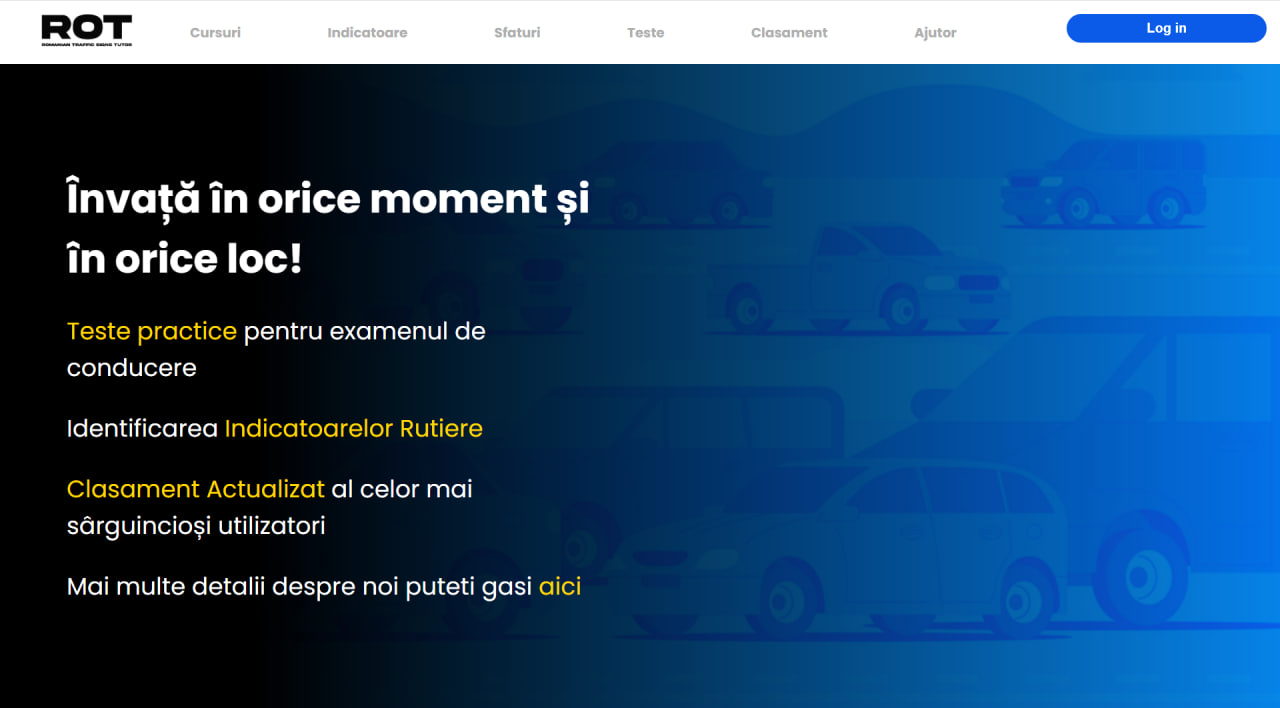 ROT
ROMANIAN TRAFFIC SIGNS TUTOR
Cursuri
Indicatoare
Sfaturi
Teste
Clasament
Ajutor
Log in
Învață în orice moment și
în orice loc!
Teste practice pentru examenul de
conducere
Identificarea Indicatoarelor Rutiere
Clasament Actualizat al celor mai
sârguincioși utilizatori
Mai multe detalii despre noi puteti gasi aici